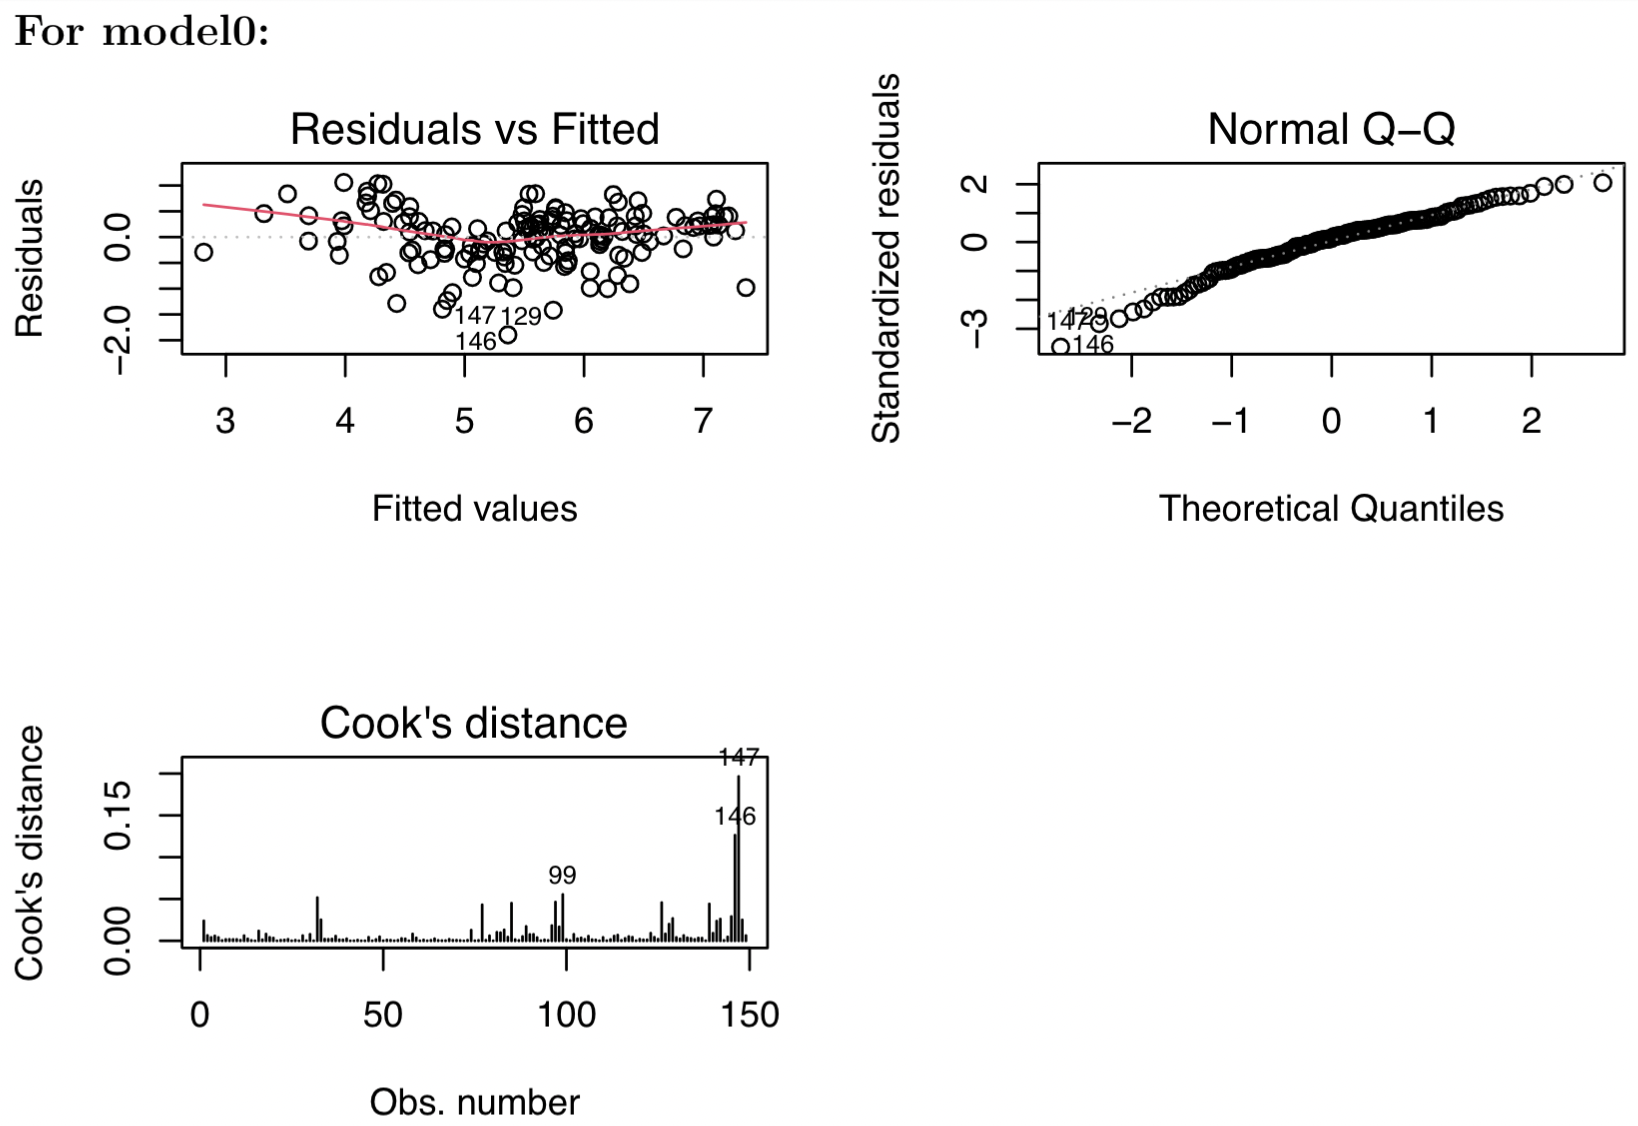 For model0:
Residuals vs Fitted
Residuals
0.0
−2.0
147 129
146
3 4 5 6 7
Fitted values
Normal Q−Q
Standardized residuals
2
0
−3
147 129
146
−2 −1 0 1 2
Theoretical Quantiles
Cook's distance
Cook's distance
0.15
0.00
147
146
99
0 50 100 150
Obs. number